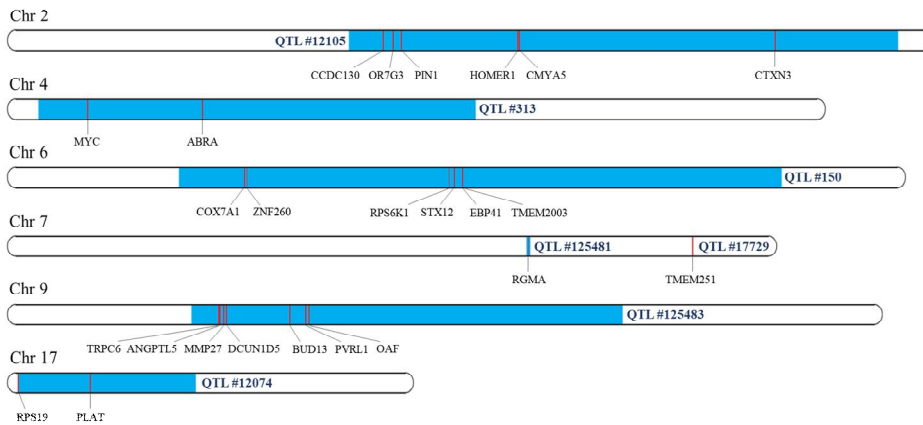 Chr 2
QTL #12105
CCDC130 OR7G3 PIN1 HOMER1 CMYA5 CTXN3
Chr 4
QTL #313
MYC ABRA
Chr 6
QTL #150
COX7A1 ZNF260 RPS6K1 STX12 EBP41 TMEM2003
Chr 7
QTL #125481 QTL #17729
RGMA TMEM251
Chr 9
QTL #125483
TRPC6 ANGPTL5 MMP27 DCUN1D5 BUD13 PVRL1 OAF
Chr 17
QTL #12074
RPS19 PLAT